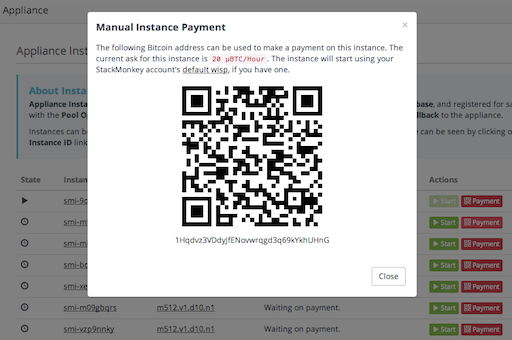 Appliance
Manual Instance Payment
×
The following Bitcoin address can be used to make a payment on this instance. The
current ask for this instance is 20 μBTC/Hour. The instance will start using your
StackMonkey account's default wisp, if you have one.
1Hqdvz3VDdyJfENovwrqgd3q69kYkhUHnG
Close
Appliance Ins
About Insta
Appliance Insta
base, and registered for sa
with the Pool O
llback to the appliance.
Instances can b
e can be seen by clicking o
Instance ID link
State Insta Actions
smi-9c Start Payment
smi-m Start Payment
smi-m Start Payment
smi-bc Start Payment
smi-xe Start Payment
smi-m09gbqrs m512.v1.d10.n1 Waiting on payment. Start Payment
smi-vzp9nnky m512.v1.d10.n1 Waiting on payment. Start Payment